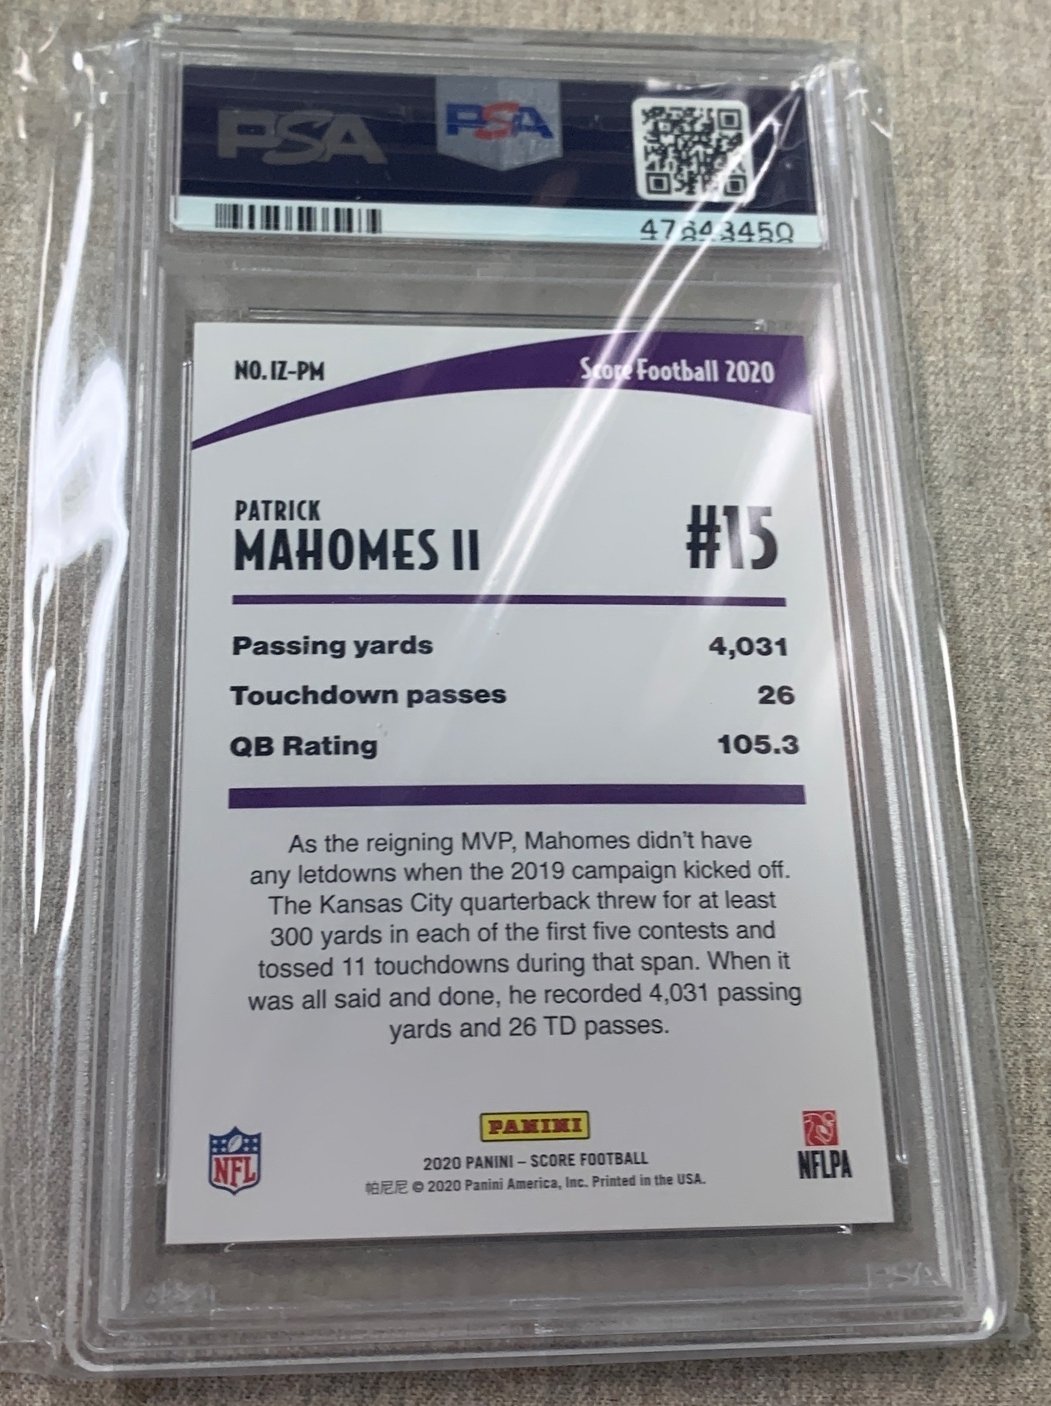 PSA
PSA
47643450
NO. IZ-PM
Score Football 2020
PATRICK
MAHOMES II
#15
Passing yards 4,031
Touchdown passes 26
QB Rating 105.3
As the reigning MVP, Mahomes didn't have
any letdowns when the 2019 campaign kicked off.
The Kansas City quarterback threw for at least
300 yards in each of the first five contests and
tossed 11 touchdowns during that span. When it
was all said and done, he recorded 4,031 passing
yards and 26 TD passes.
NFL
PANINI
NFLPA
2020 PANINI – SCORE FOOTBALL
帕尼尼 © 2020 Panini America, Inc. Printed in the USA.